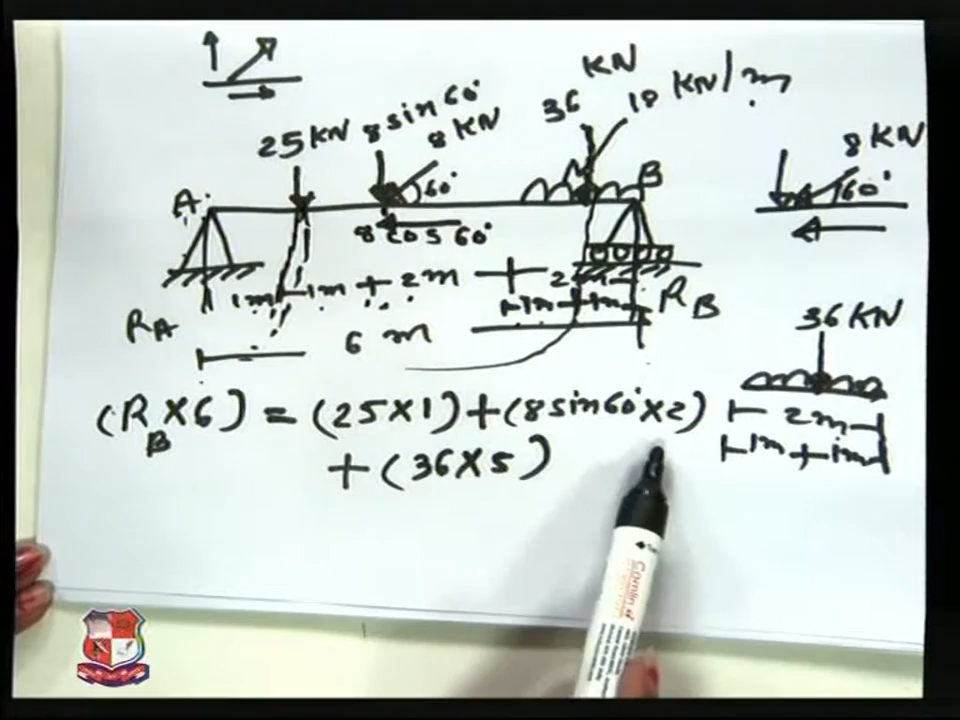 KN
36
18 KN/m
25 KN
8 sin 60°
8 KN
60°
A
B
8 cos 60°
8 KN
60°
1m + 1m + 2m + 2m
1m + 1m
RA
6 m
RB
36 KN
2m
1m + 1m
(RB × 6) = (25×1) + (8 sin 60° × 2)
+ (36 × 5)